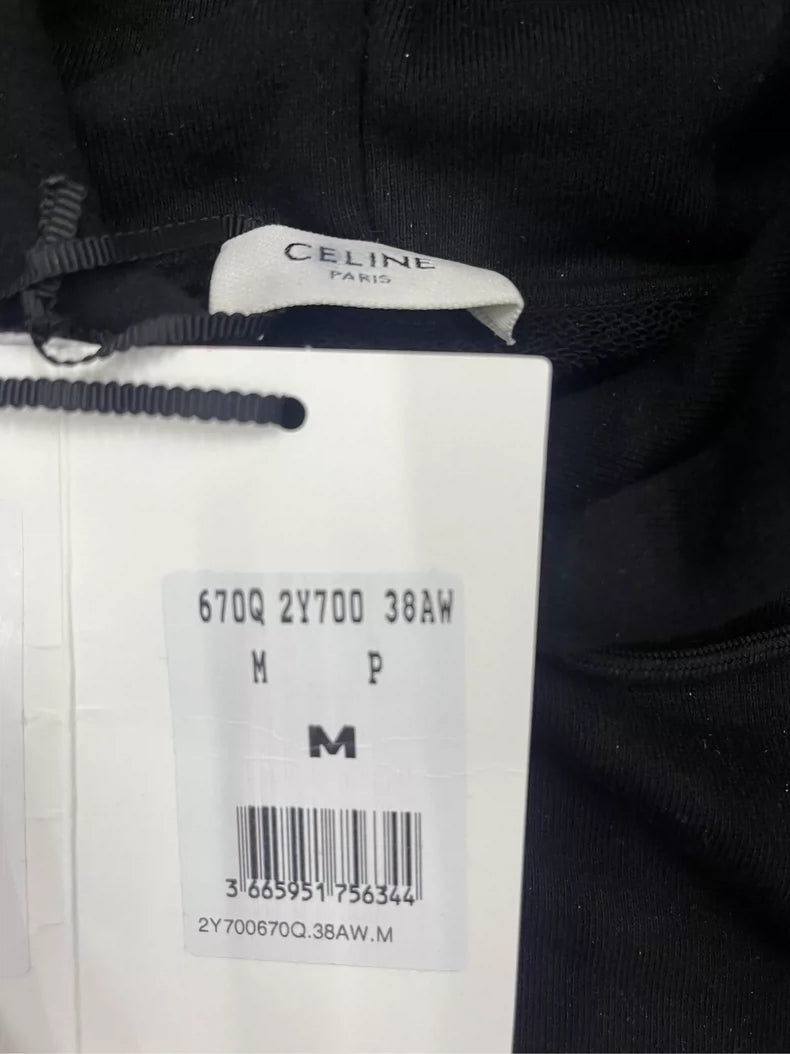 CELINE
PARIS
670Q 2Y700 38AW
M P
M
3 665951 756344
2Y700670Q.38AW.M